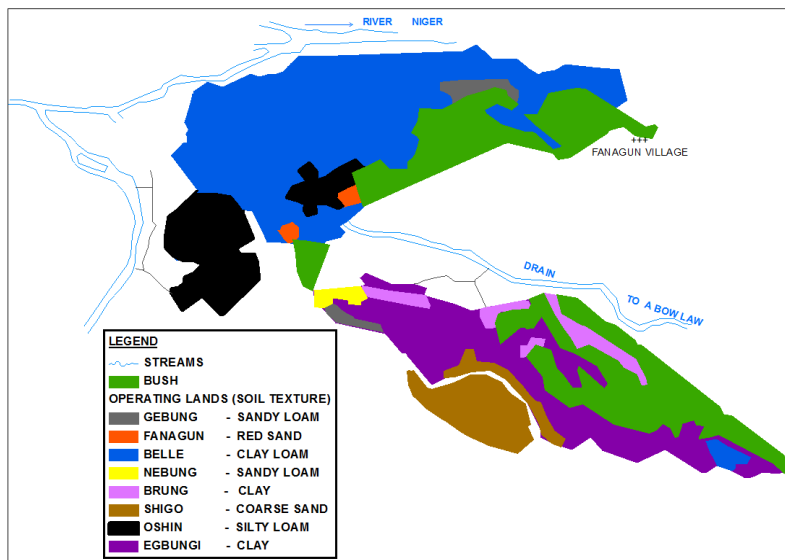 RIVER NIGER
FANAGUN VILLAGE
DRAIN
TO A BOW LAW
LEGEND
STREAMS
BUSH
OPERATING LANDS (SOIL TEXTURE)
GEBUNG - SANDY LOAM
FANAGUN - RED SAND
BELLE - CLAY LOAM
NEBUNG - SANDY LOAM
BRUNG - CLAY
SHIGO - COARSE SAND
OSHIN - SILTY LOAM
EGBUNGI - CLAY